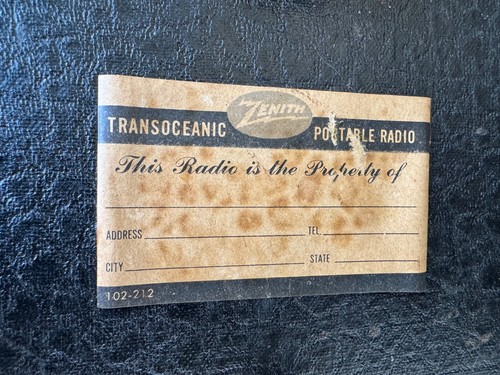 ZENITH
TRANSOCEANIC PORTABLE RADIO
This Radio is the Property of
ADDRESS TEL.
CITY STATE
102-212